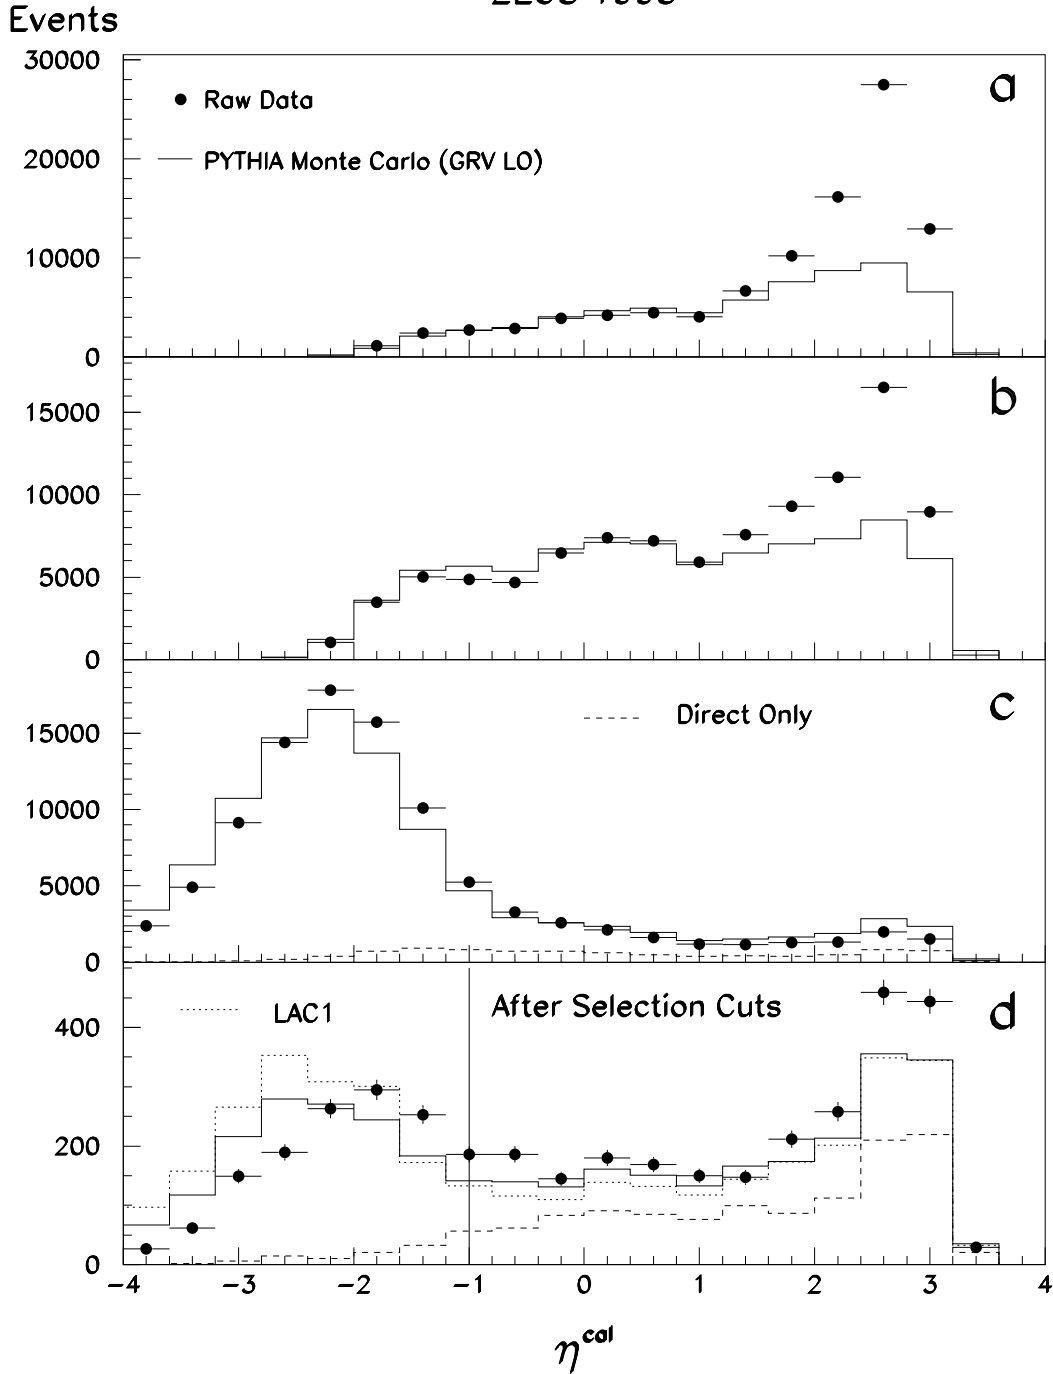 Events
30000
a
Raw Data
20000
PYTHIA Monte Carlo (GRV LO)
10000
0
b
15000
10000
5000
0
c
Direct Only
15000
10000
5000
0
d
After Selection Cuts
LAC1
400
200
0
−4 −3 −2 −1 0 1 2 3 4
η^cal